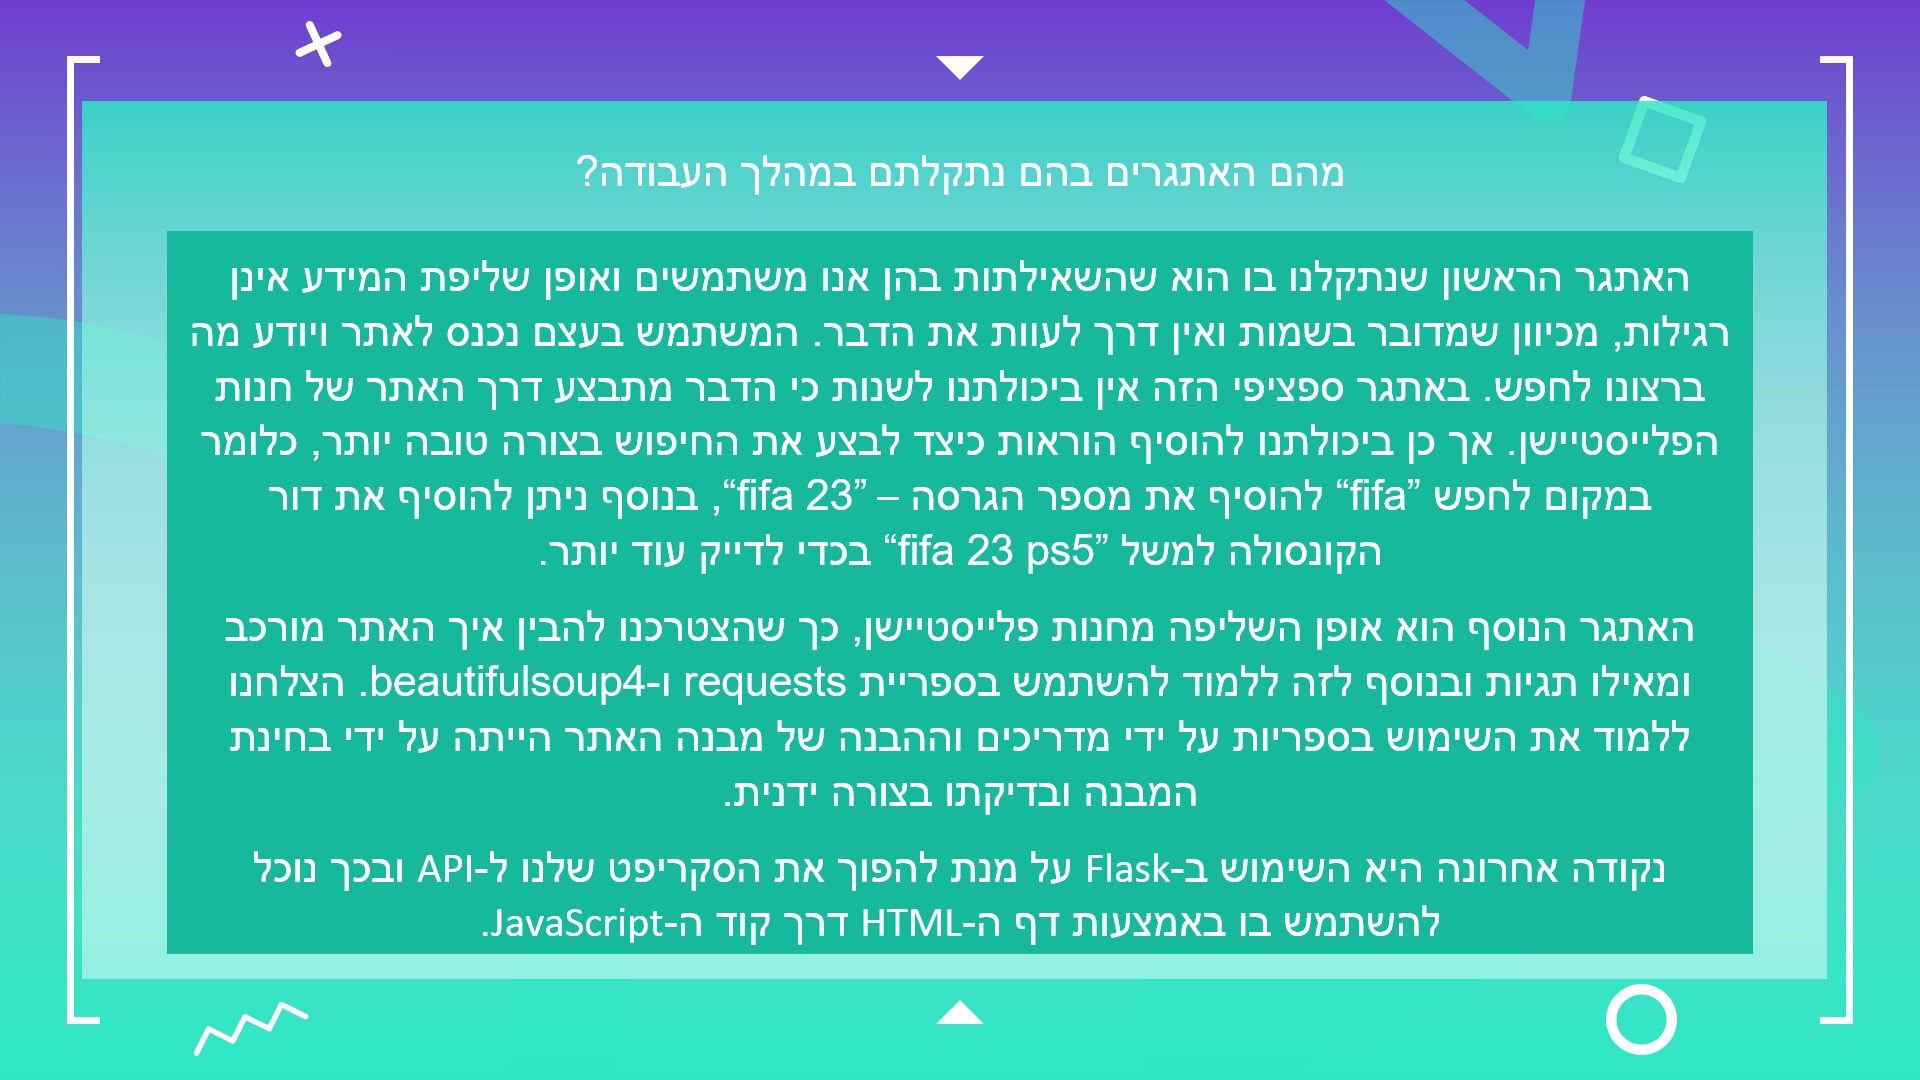 מהם האתגרים בהם נתקלתם במהלך העבודה?
האתגר הראשון שנתקלנו בו הוא שהשאילתות בהן אנו משתמשים ואופן שליפת המידע אינן
רגילות, מכיוון שמדובר בשמות ואין דרך לעוות את הדבר. המשתמש בעצם נכנס לאתר ויודע מה
ברצונו לחפש. באתגר ספציפי הזה אין ביכולתנו לשנות כי הדבר מתבצע דרך האתר של חנות
הפלייסטיישן. אך כן ביכולתנו להוסיף הוראות כיצד לבצע את החיפוש בצורה טובה יותר, כלומר
במקום לחפש “fifa” להוסיף את מספר הגרסה – “fifa 23”, בנוסף ניתן להוסיף את דור
הקונסולה למשל “fifa 23 ps5” בכדי לדייק עוד יותר.
האתגר הנוסף הוא אופן השליפה מחנות פלייסטיישן, כך שהצטרכנו להבין איך האתר מורכב
ומאילו תגיות ובנוסף לזה ללמוד להשתמש בספריית requests ו-beautifulsoup4. הצלחנו
ללמוד את השימוש בספריות על ידי מדריכים וההבנה של מבנה האתר הייתה על ידי בחינת
המבנה ובדיקתו בצורה ידנית.
נקודה אחרונה היא השימוש ב-Flask על מנת להפוך את הסקריפט שלנו ל-API ובכך נוכל
להשתמש בו באמצעות דף ה-HTML דרך קוד ה-JavaScript.